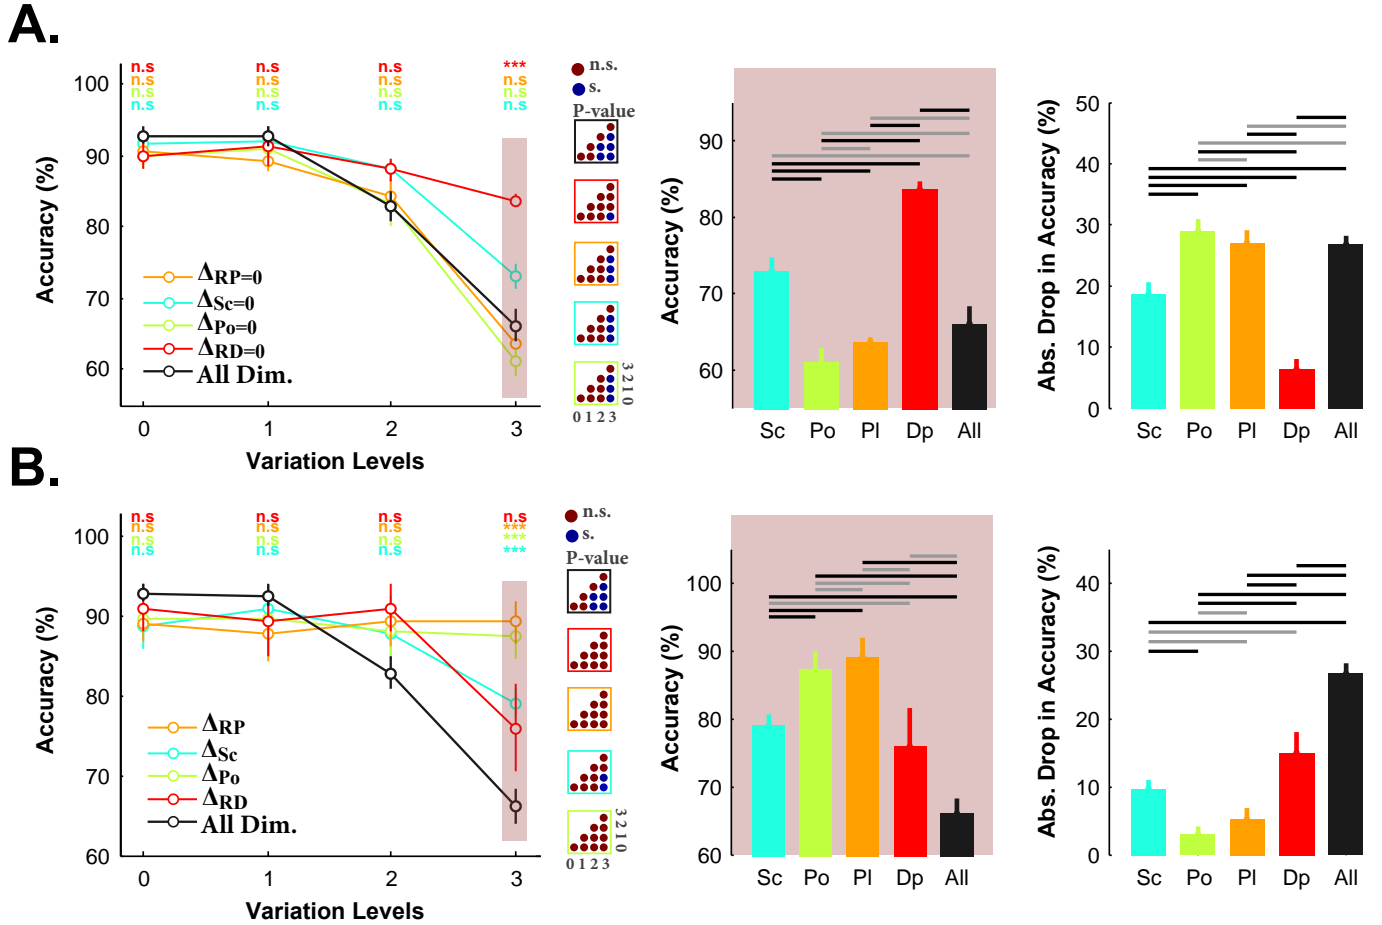 A.
n.s n.s n.s ***
n.s n.s n.s n.s
n.s n.s n.s n.s
n.s n.s n.s n.s
100
90
80
70
60
Accuracy (%)
ΔRP=0
ΔSc=0
ΔPo=0
ΔRD=0
All Dim.
0 1 2 3
Variation Levels
n.s.
s.
P-value
3 2 1 0
0 1 2 3
90
80
70
60
Accuracy (%)
Sc Po Pl Dp All
50
40
30
20
10
0
Abs. Drop in Accuracy (%)
Sc Po Pl Dp All
B.
n.s n.s n.s n.s
n.s n.s n.s ***
n.s n.s n.s ***
n.s n.s n.s ***
100
90
80
70
60
Accuracy (%)
ΔRP
ΔSc
ΔPo
ΔRD
All Dim.
0 1 2 3
Variation Levels
n.s.
s.
P-value
3 2 1 0
0 1 2 3
100
90
80
70
60
Accuracy (%)
Sc Po Pl Dp All
40
30
20
10
0
Abs. Drop in Accuracy (%)
Sc Po Pl Dp All